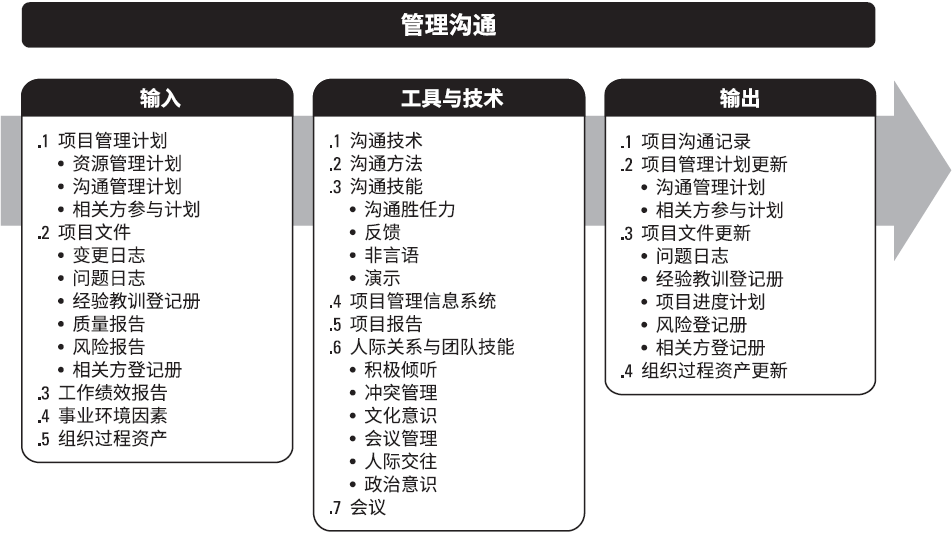 管理沟通
输入
.1 项目管理计划
• 资源管理计划
• 沟通管理计划
• 相关方参与计划
.2 项目文件
• 变更日志
• 问题日志
• 经验教训登记册
• 质量报告
• 风险报告
• 相关方登记册
.3 工作绩效报告
.4 事业环境因素
.5 组织过程资产
工具与技术
.1 沟通技术
.2 沟通方法
.3 沟通技能
• 沟通胜任力
• 反馈
• 非言语
• 演示
.4 项目管理信息系统
.5 项目报告
.6 人际关系与团队技能
• 积极倾听
• 冲突管理
• 文化意识
• 会议管理
• 人际交往
• 政治意识
.7 会议
输出
.1 项目沟通记录
.2 项目管理计划更新
• 沟通管理计划
• 相关方参与计划
.3 项目文件更新
• 问题日志
• 经验教训登记册
• 项目进度计划
• 风险登记册
• 相关方登记册
.4 组织过程资产更新